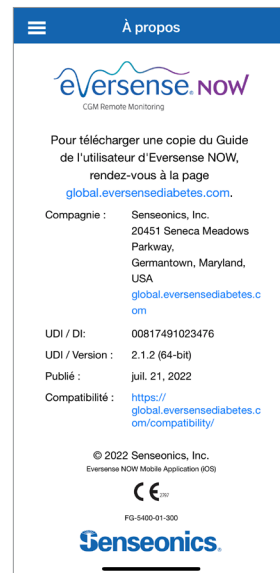 À propos
eversense. NOW
CGM Remote Monitoring
Pour télécharger une copie du Guide
de l'utilisateur d'Eversense NOW,
rendez-vous à la page
global.eversensediabetes.com.
Compagnie : Senseonics, Inc.
20451 Seneca Meadows
Parkway,
Germantown, Maryland,
USA
global.eversensediabetes.c
om
UDI / DI: 00817491023476
UDI / Version : 2.1.2 (64-bit)
Publié : juil. 21, 2022
Compatibilité : https://
global.eversensediabetes.c
om/compatibility/
© 2022 Senseonics, Inc.
Eversense NOW Mobile Application (iOS)
CE 2797
FG-5400-01-300
Senseonics.